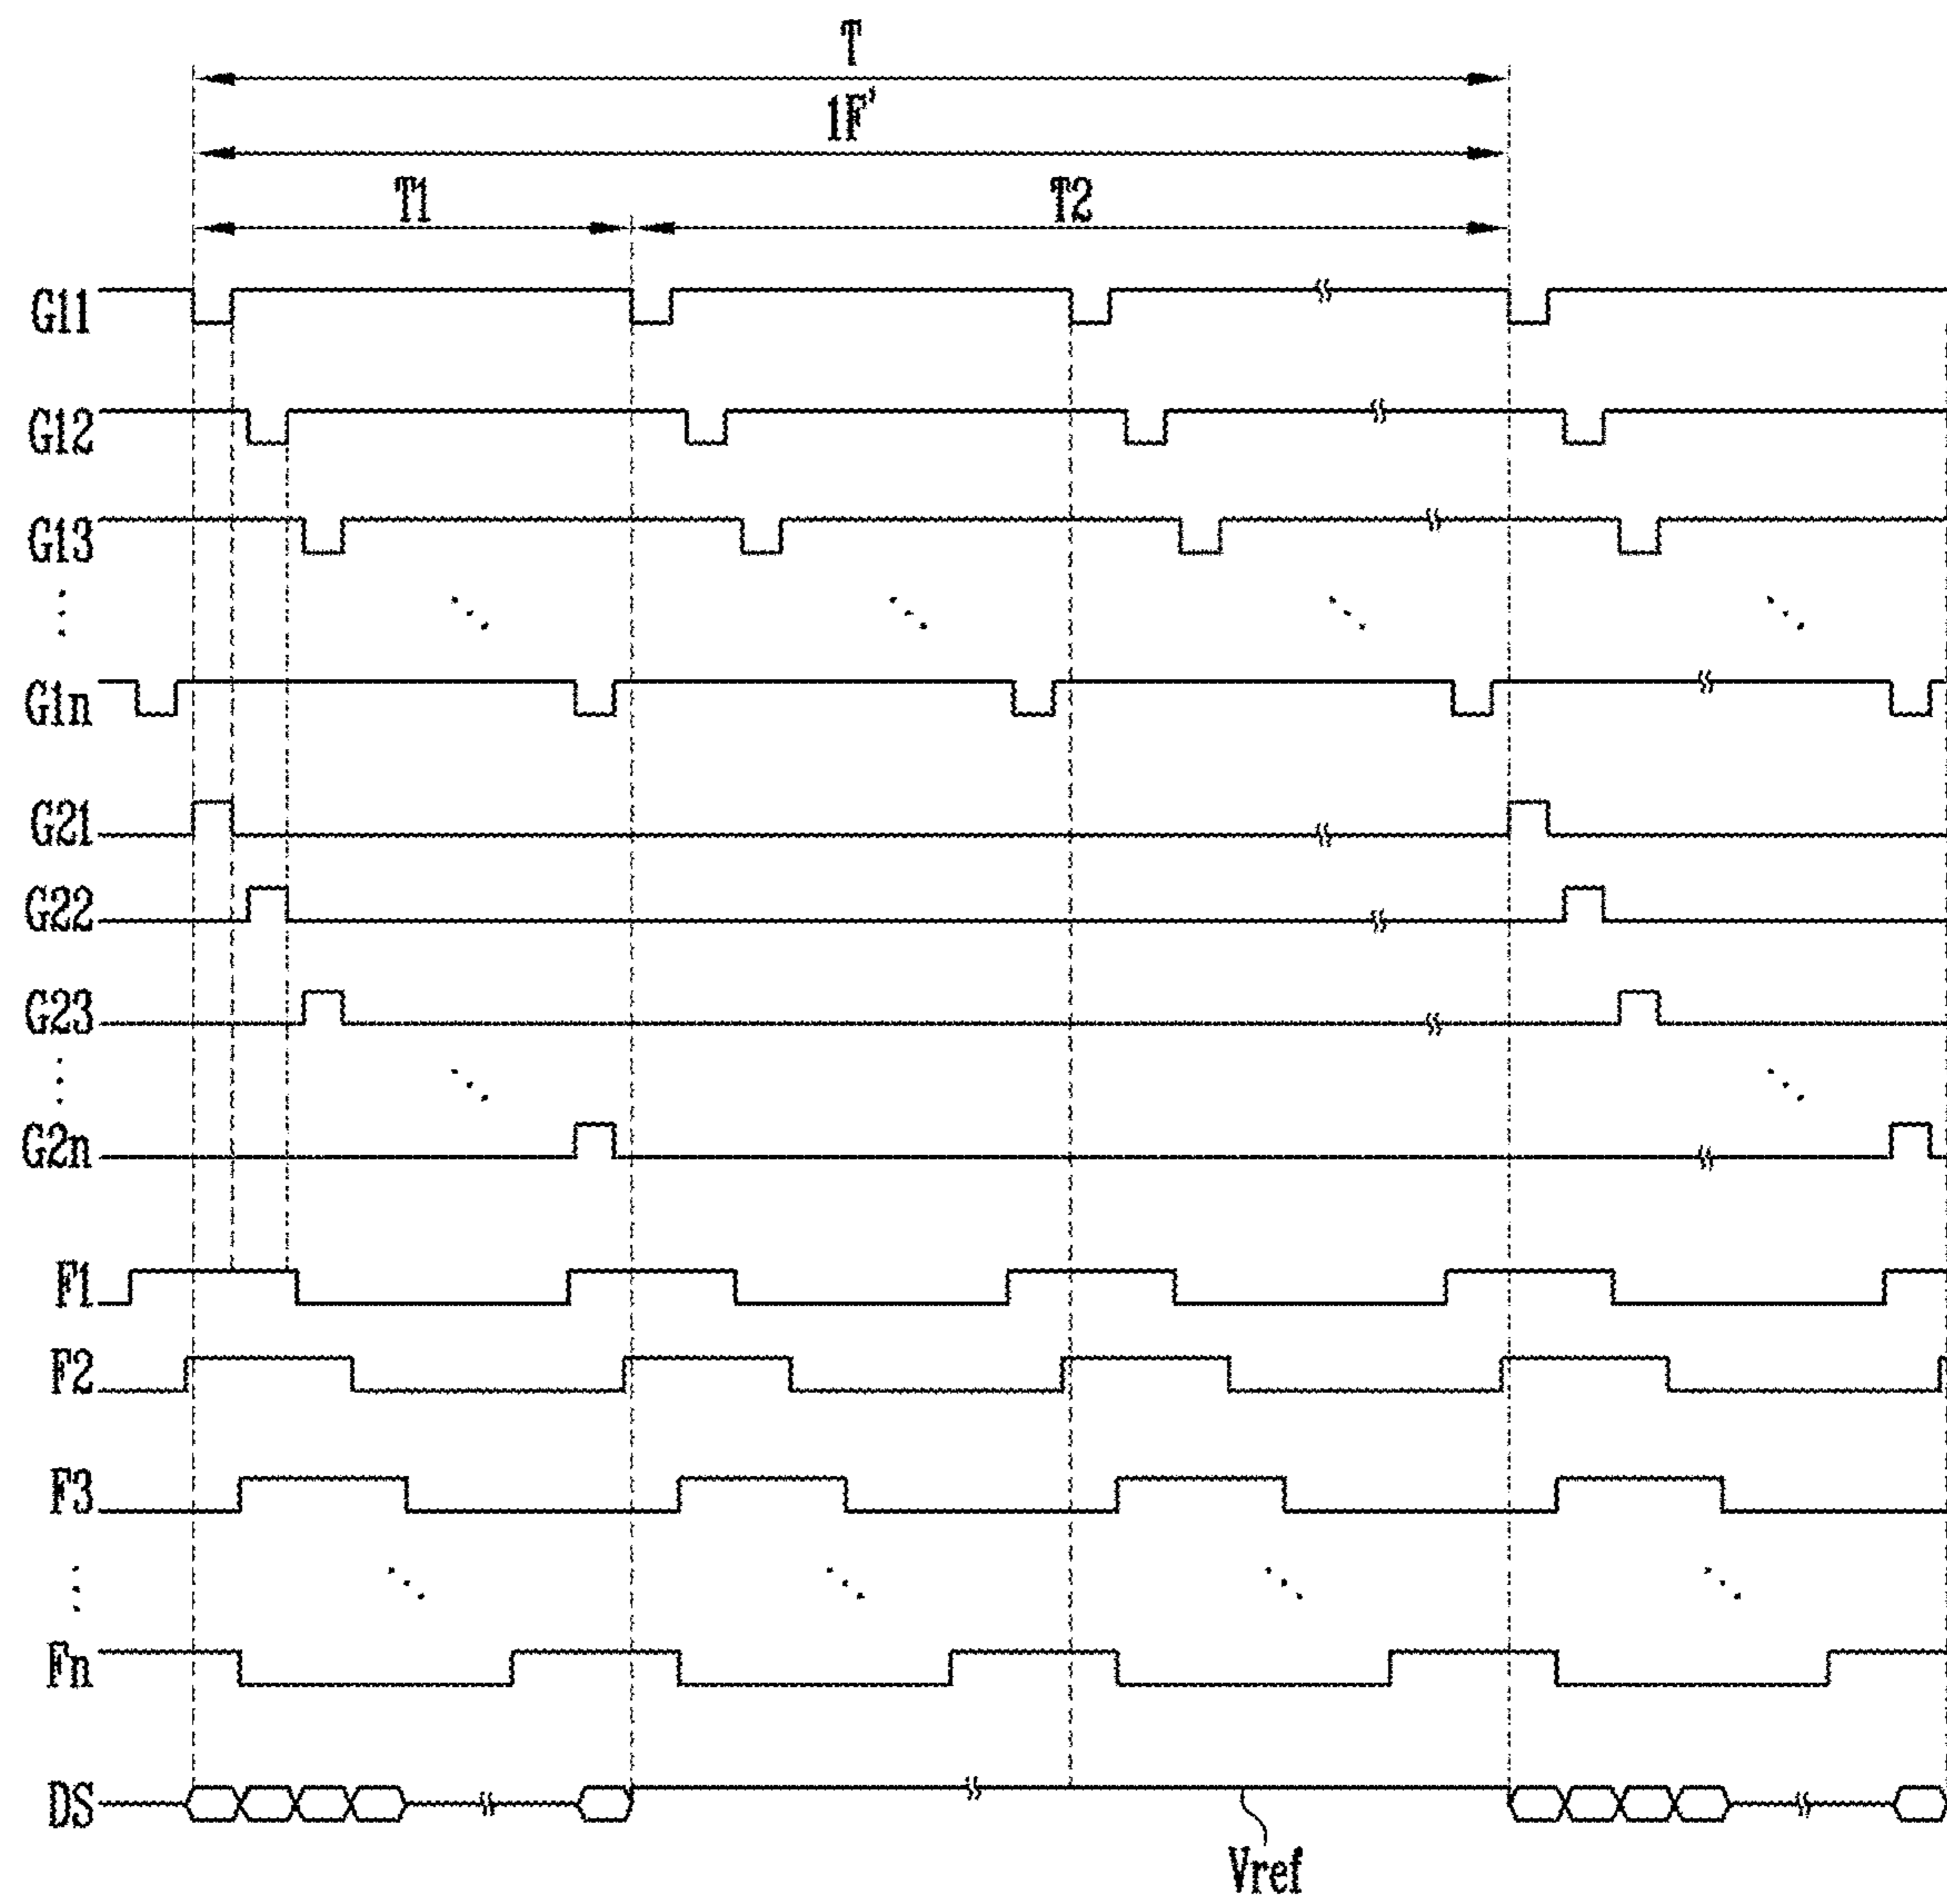 T
1F'
T1 T2
G11
G12
G13
G1n
G21
G22
G23
G2n
F1
F2
F3
Fn
DS
Vref